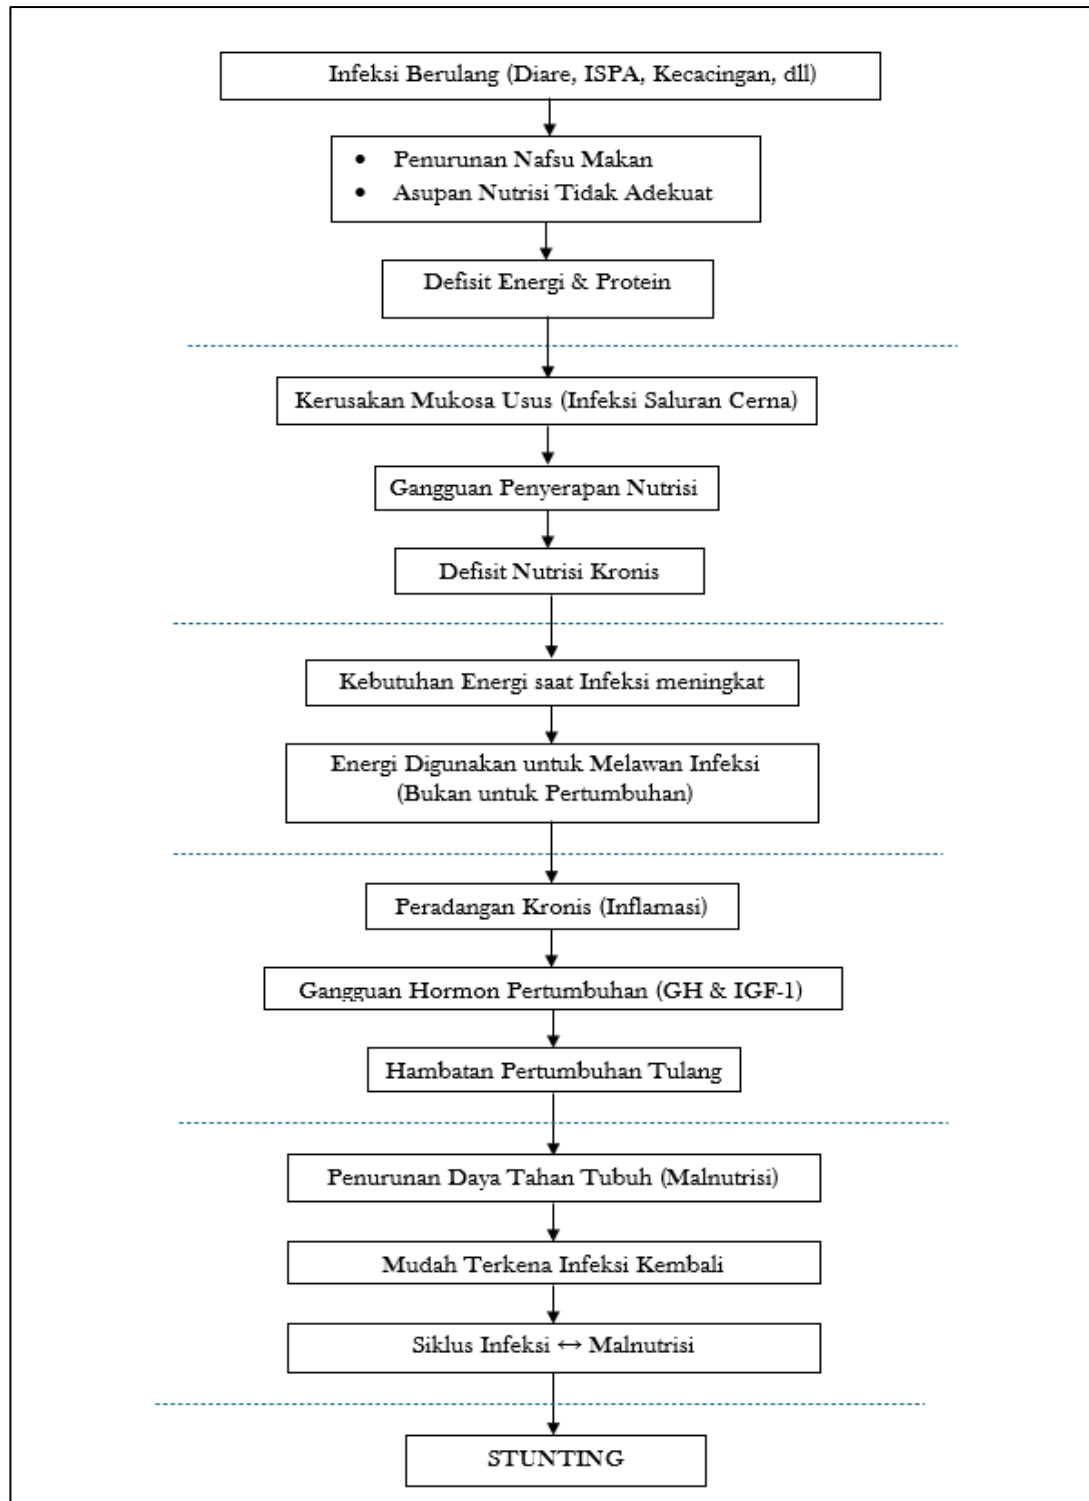 Infeksi Berulang (Diare, ISPA, Kecacingan, dll)
• Penurunan Nafsu Makan
• Asupan Nutrisi Tidak Adekuat
Defisit Energi & Protein
Kerusakan Mukosa Usus (Infeksi Saluran Cerna)
Gangguan Penyerapan Nutrisi
Defisit Nutrisi Kronis
Kebutuhan Energi saat Infeksi meningkat
Energi Digunakan untuk Melawan Infeksi
(Bukan untuk Pertumbuhan)
Peradangan Kronis (Inflamasi)
Gangguan Hormon Pertumbuhan (GH & IGF-1)
Hambatan Pertumbuhan Tulang
Penurunan Daya Tahan Tubuh (Malnutrisi)
Mudah Terkena Infeksi Kembali
Siklus Infeksi ↔ Malnutrisi
STUNTING